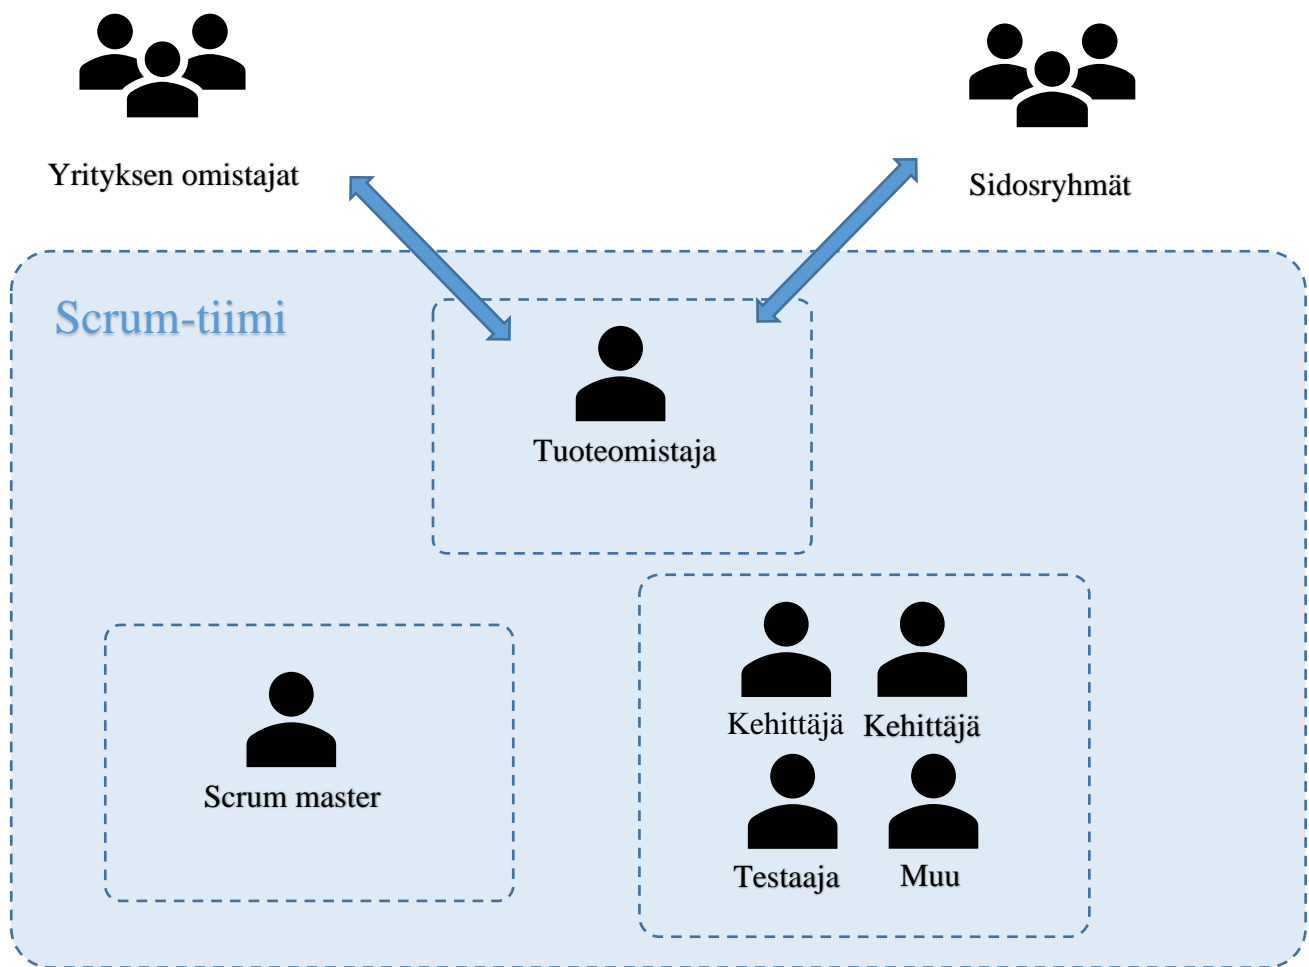 Yrityksen omistajat
Sidosryhmät
Scrum-tiimi
Tuoteomistaja
Scrum master
Kehittäjä
Kehittäjä
Testaaja
Muu